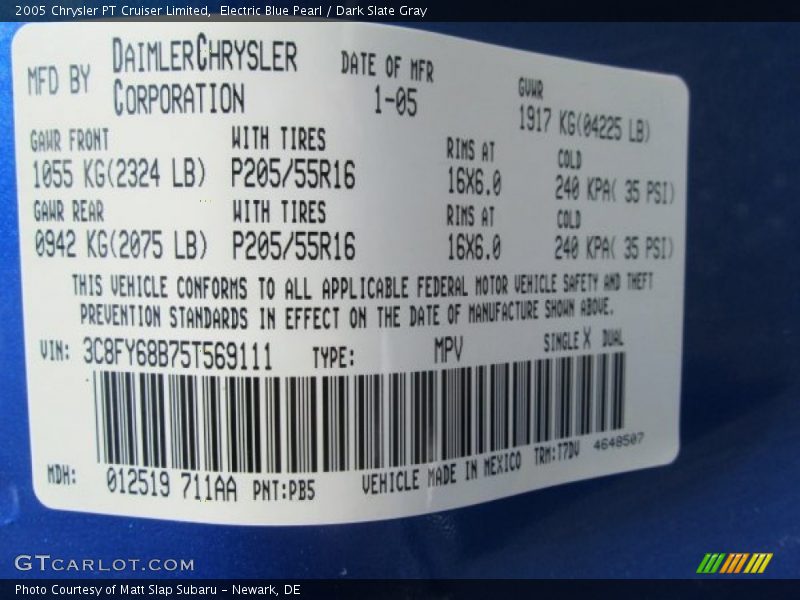 2005 Chrysler PT Cruiser Limited, Electric Blue Pearl / Dark Slate Gray
MFD BY DAIMLERCHRYSLER CORPORATION
DATE OF MFR 1-05
GVWR 1917 KG(04225 LB)
GAWR FRONT WITH TIRES RIMS AT COLD
1055 KG(2324 LB) P205/55R16 16X6.0 240 KPA( 35 PSI)
GAWR REAR WITH TIRES RIMS AT COLD
0942 KG(2075 LB) P205/55R16 16X6.0 240 KPA( 35 PSI)
THIS VEHICLE CONFORMS TO ALL APPLICABLE FEDERAL MOTOR VEHICLE SAFETY AND THEFT
PREVENTION STANDARDS IN EFFECT ON THE DATE OF MANUFACTURE SHOWN ABOVE.
VIN: 3C8FY68B75T569111 TYPE: MPV SINGLE X DUAL
MDH: 012519 711AA PNT:PB5 VEHICLE MADE IN MEXICO TRM:T7DV 4648507
GTCARLOT.COM
Photo Courtesy of Matt Slap Subaru - Newark, DE